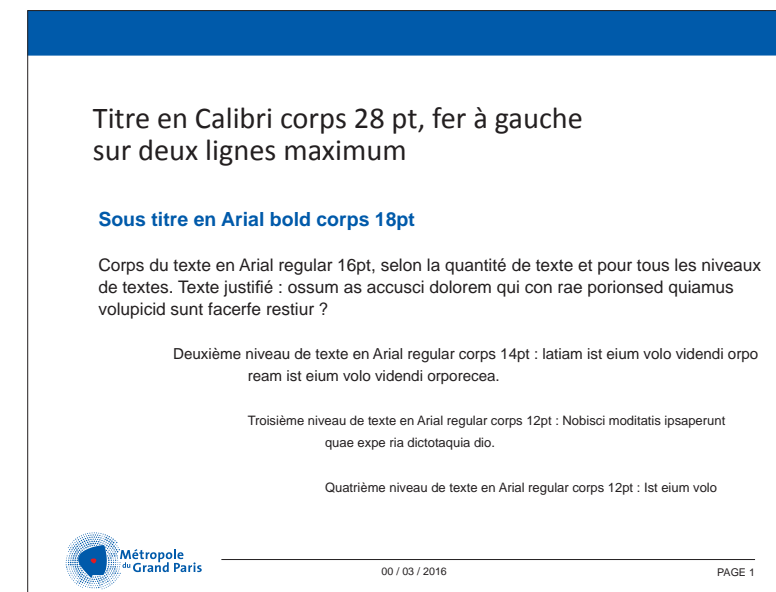 Titre en Calibri corps 28 pt, fer à gauche
sur deux lignes maximum
Sous titre en Arial bold corps 18pt
Corps du texte en Arial regular 16pt, selon la quantité de texte et pour tous les niveaux
de textes. Texte justifié : ossum as accusci dolorem qui con rae porionsed quiamus
volupicid sunt facerfe restiur ?
Deuxième niveau de texte en Arial regular corps 14pt : latiam ist eium volo videndi orpo
ream ist eium volo videndi orporecea.
Troisième niveau de texte en Arial regular corps 12pt : Nobisci moditatis ipsaperunt
quae expe ria dictotaquia dio.
Quatrième niveau de texte en Arial regular corps 12pt : Ist eium volo
Métropole
du Grand Paris
00 / 03 / 2016
PAGE 1